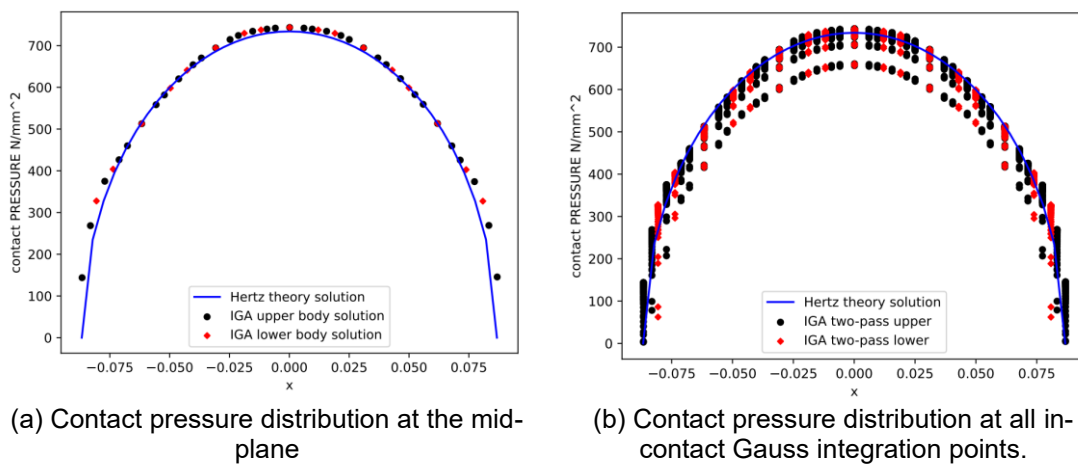 contact PRESSURE N/mm^2
700
600
500
400
300
200
100
0
Hertz theory solution
IGA upper body solution
IGA lower body solution
−0.075
−0.050
−0.025
0.000
0.025
0.050
0.075
x
(a) Contact pressure distribution at the mid-
plane
contact PRESSURE N/mm^2
700
600
500
400
300
200
100
0
Hertz theory solution
IGA two-pass upper
IGA two-pass lower
−0.075
−0.050
−0.025
0.000
0.025
0.050
0.075
x
(b) Contact pressure distribution at all in-
contact Gauss integration points.